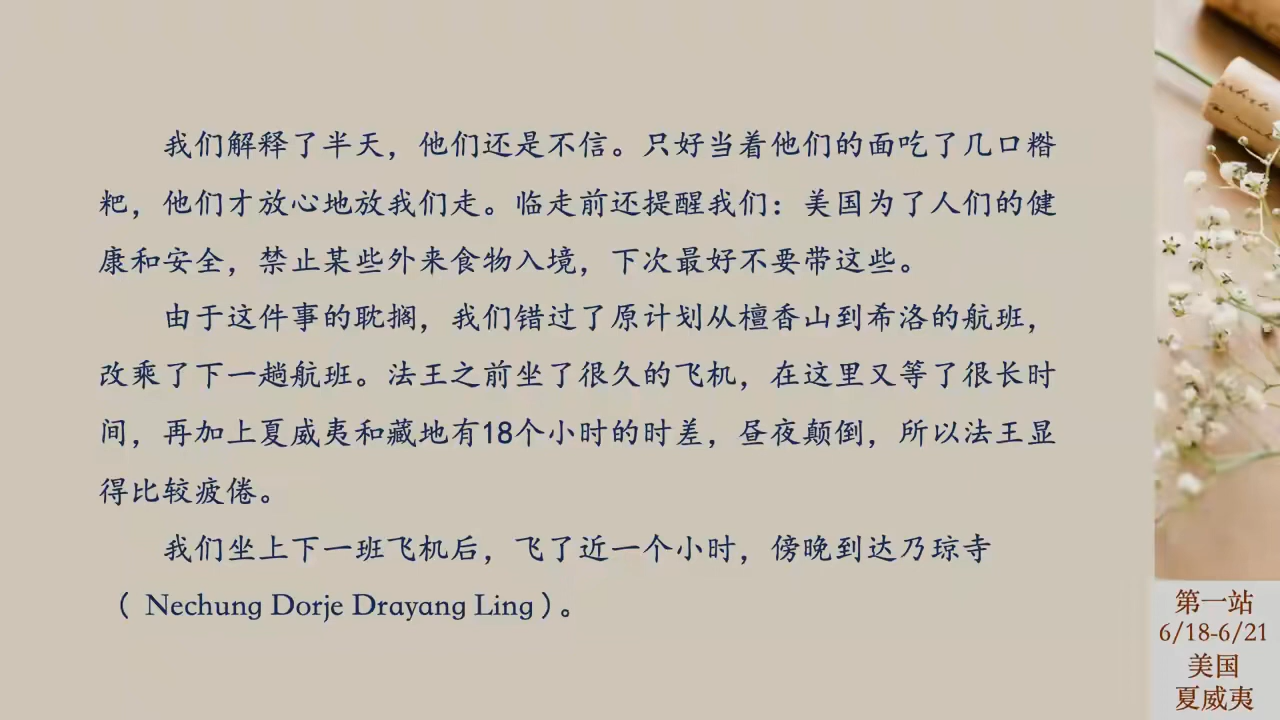 我们解释了半天，他们还是不信。只好当着他们的面吃了几口糌
粑，他们才放心地放我们走。临走前还提醒我们：美国为了人们的健
康和安全，禁止某些外来食物入境，下次最好不要带这些。
由于这件事的耽搁，我们错过了原计划从檀香山到希洛的航班，
改乘了下一趟航班。法王之前坐了很久的飞机，在这里又等了很长时
间，再加上夏威夷和藏地有18个小时的时差，昼夜颠倒，所以法王显
得比较疲倦。
我们坐上下一班飞机后，飞了近一个小时，傍晚到达乃琼寺
（ Nechung Dorje Drayang Ling）。
第一站
6/18-6/21
美国
夏威夷